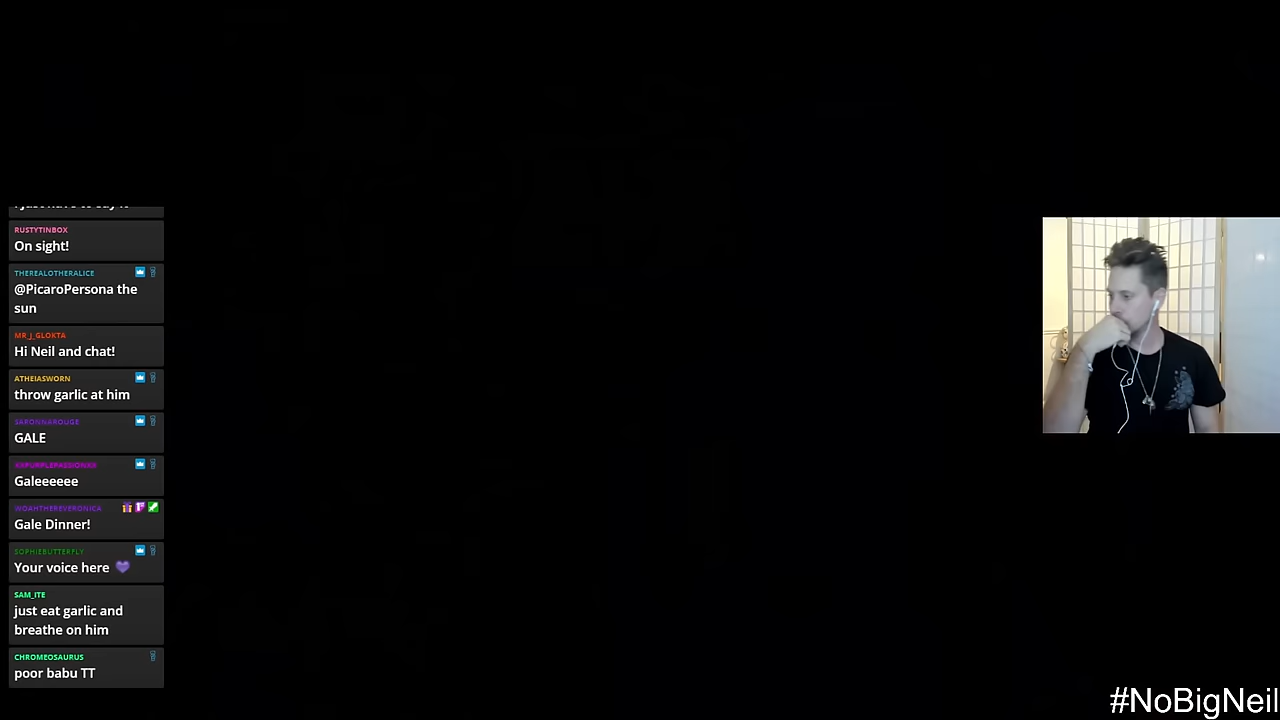 RUSTYTINBOX
On sight!
THEREALOTHERALICE
@PicaroPersona the
sun
MR_J_GLOKTA
Hi Neil and chat!
ATHEIASWORN
throw garlic at him
SARONNAROUGE
GALE
Galeeeeee
WOAHTHEREVERONICA
Gale Dinner!
SOPHIEBUTTERFLY
Your voice here
SAM_ITE
just eat garlic and
breathe on him
CHROMEOSAURUS
poor babu TT
#NoBigNeil